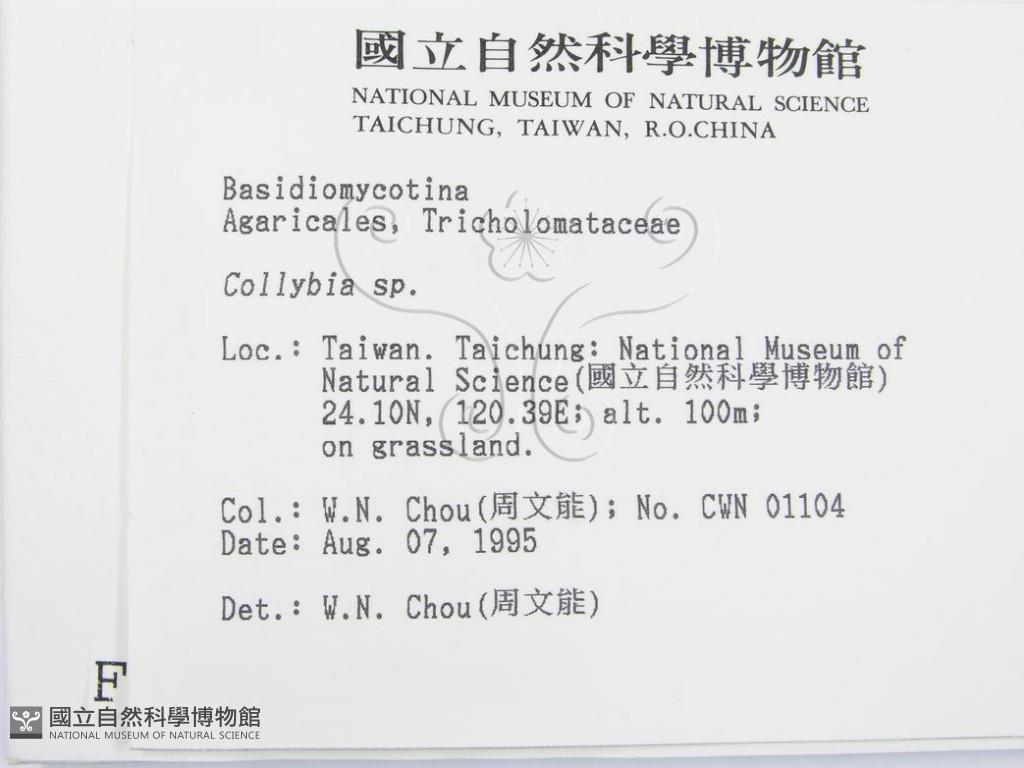 國立自然科學博物館
NATIONAL MUSEUM OF NATURAL SCIENCE
TAICHUNG, TAIWAN, R.O.CHINA
Basidiomycotina
Agaricales, Tricholomataceae
Collybia sp.
Loc.: Taiwan. Taichung: National Museum of
Natural Science(國立自然科學博物館)
24.10N, 120.39E; alt. 100m;
on grassland.
Col.: W.N. Chou(周文能); No. CWN 01104
Date: Aug. 07, 1995
Det.: W.N. Chou(周文能)
F
國立自然科學博物館
NATIONAL MUSEUM OF NATURAL SCIENCE